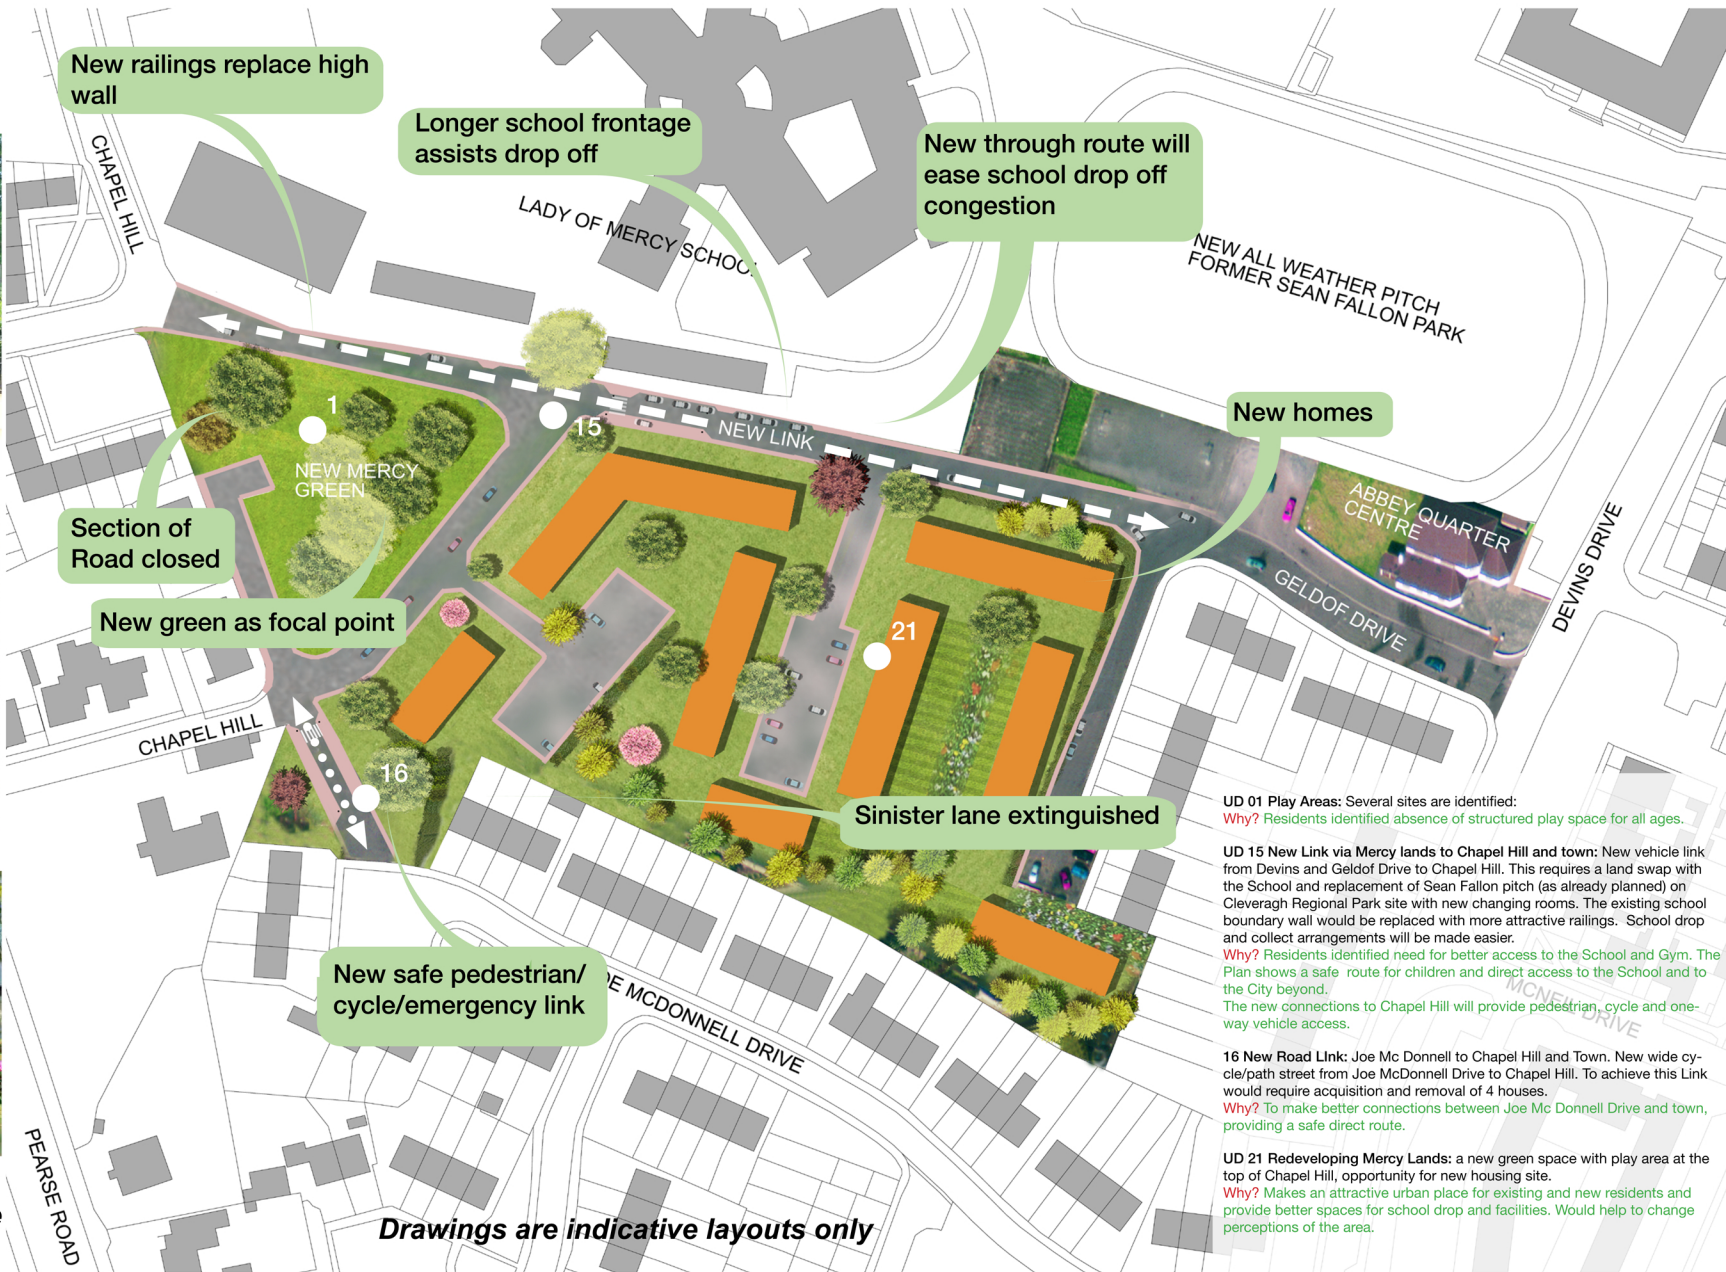 New railings replace high
wall
Longer school frontage
assists drop off
New through route will
ease school drop off
congestion
CHAPEL HILL
LADY OF MERCY SCHOOL
NEW ALL WEATHER PITCH
FORMER SEAN FALLON PARK
New homes
1
15
NEW LINK
NEW MERCY
GREEN
ABBEY QUARTER
CENTRE
Section of
Road closed
DEVINS DRIVE
GELDOF DRIVE
New green as focal point
21
CHAPEL HILL
16
Sinister lane extinguished
New safe pedestrian/
cycle/emergency link
OE MCDONNELL DRIVE
MCNEIL DRIVE
PEARSE ROAD
Drawings are indicative layouts only
UD 01 Play Areas: Several sites are identified:
Why? Residents identified absence of structured play space for all ages.
UD 15 New Link via Mercy lands to Chapel Hill and town: New vehicle link
from Devins and Geldof Drive to Chapel Hill. This requires a land swap with
the School and replacement of Sean Fallon pitch (as already planned) on
Cleveragh Regional Park site with new changing rooms. The existing school
boundary wall would be replaced with more attractive railings. School drop
and collect arrangements will be made easier.
Why? Residents identified need for better access to the School and Gym. The
Plan shows a safe route for children and direct access to the School and to
the City beyond.
The new connections to Chapel Hill will provide pedestrian, cycle and one-
way vehicle access.
16 New Road LInk: Joe Mc Donnell to Chapel Hill and Town. New wide cy-
cle/path street from Joe McDonnell Drive to Chapel Hill. To achieve this Link
would require acquisition and removal of 4 houses.
Why? To make better connections between Joe Mc Donnell Drive and town,
providing a safe direct route.
UD 21 Redeveloping Mercy Lands: a new green space with play area at the
top of Chapel Hill, opportunity for new housing site.
Why? Makes an attractive urban place for existing and new residents and
provide better spaces for school drop and facilities. Would help to change
perceptions of the area.